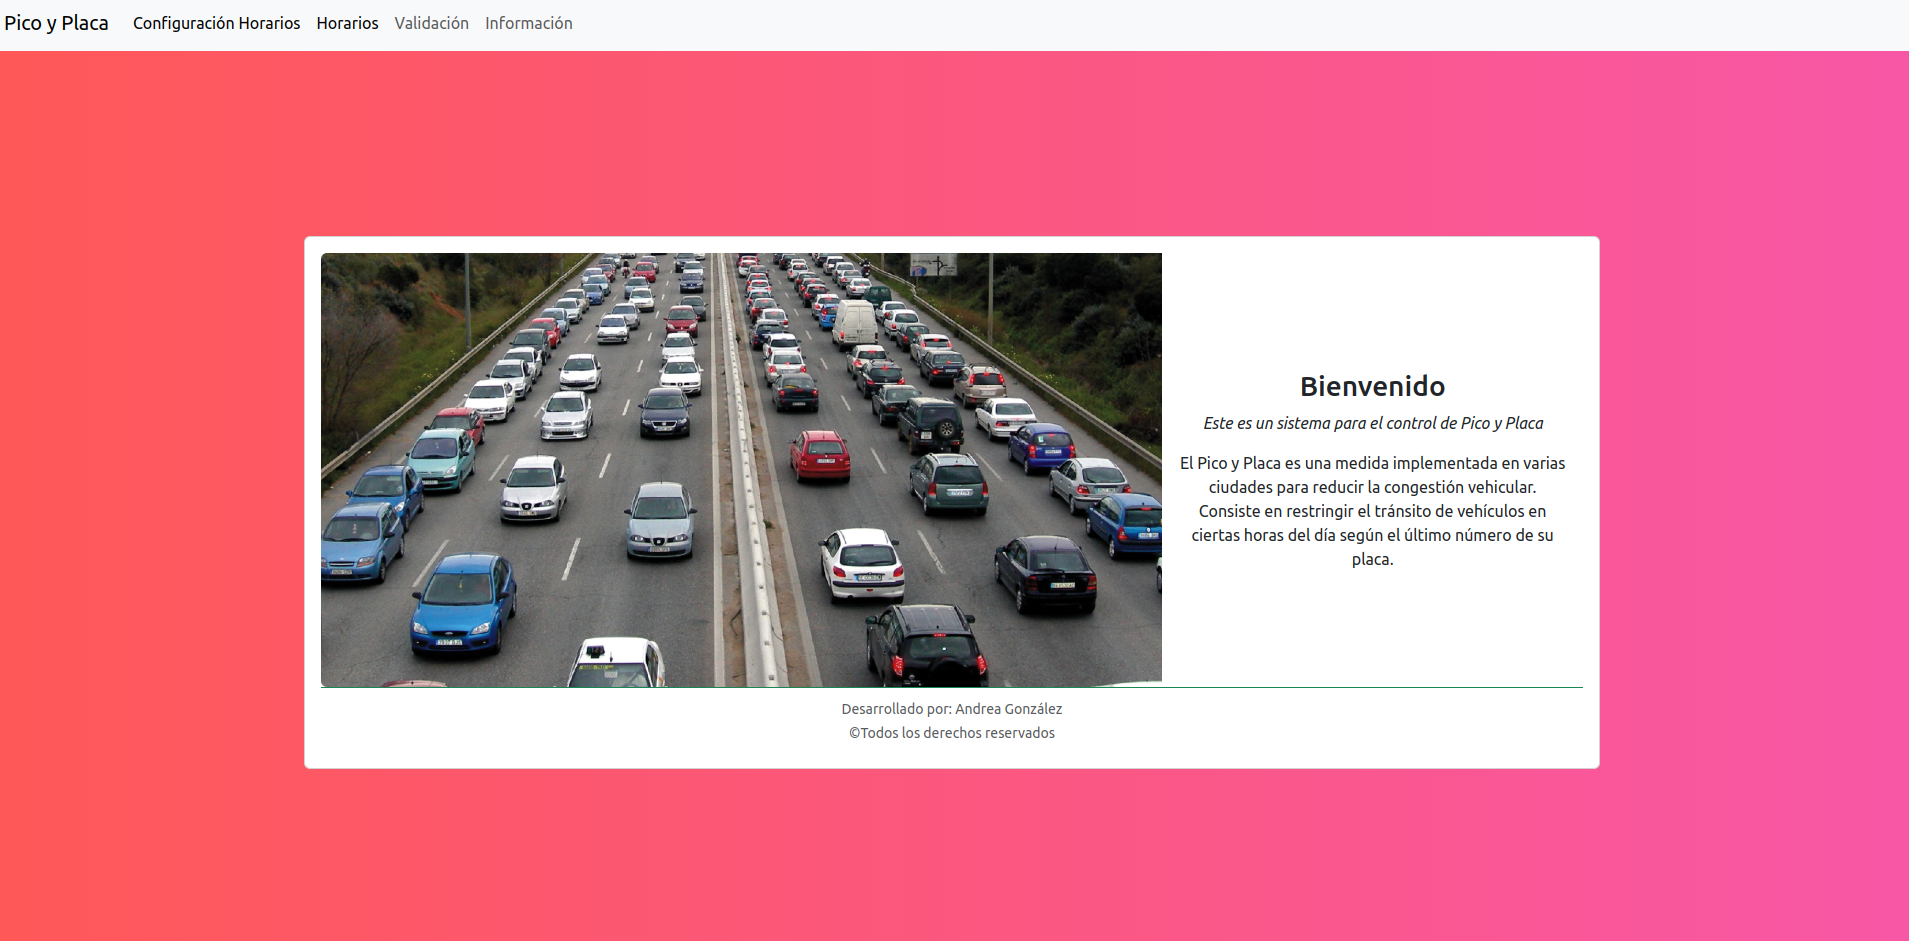 Pico y Placa Configuración Horarios Horarios Validación Información
Bienvenido
Este es un sistema para el control de Pico y Placa
El Pico y Placa es una medida implementada en varias
ciudades para reducir la congestión vehicular.
Consiste en restringir el tránsito de vehículos en
ciertas horas del día según el último número de su
placa.
Desarrollado por: Andrea González
©Todos los derechos reservados